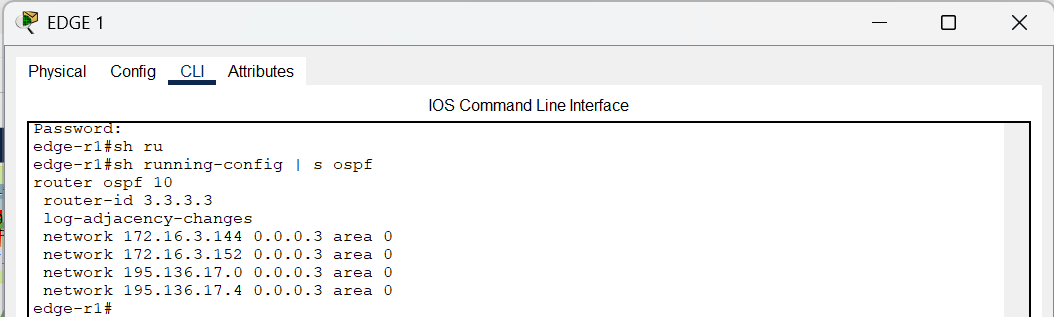 EDGE 1
Physical Config CLI Attributes
IOS Command Line Interface
Password:
edge-r1#sh ru
edge-r1#sh running-config | s ospf
router ospf 10
 router-id 3.3.3.3
 log-adjacency-changes
 network 172.16.3.144 0.0.0.3 area 0
 network 172.16.3.152 0.0.0.3 area 0
 network 195.136.17.0 0.0.0.3 area 0
 network 195.136.17.4 0.0.0.3 area 0
edge-r1#